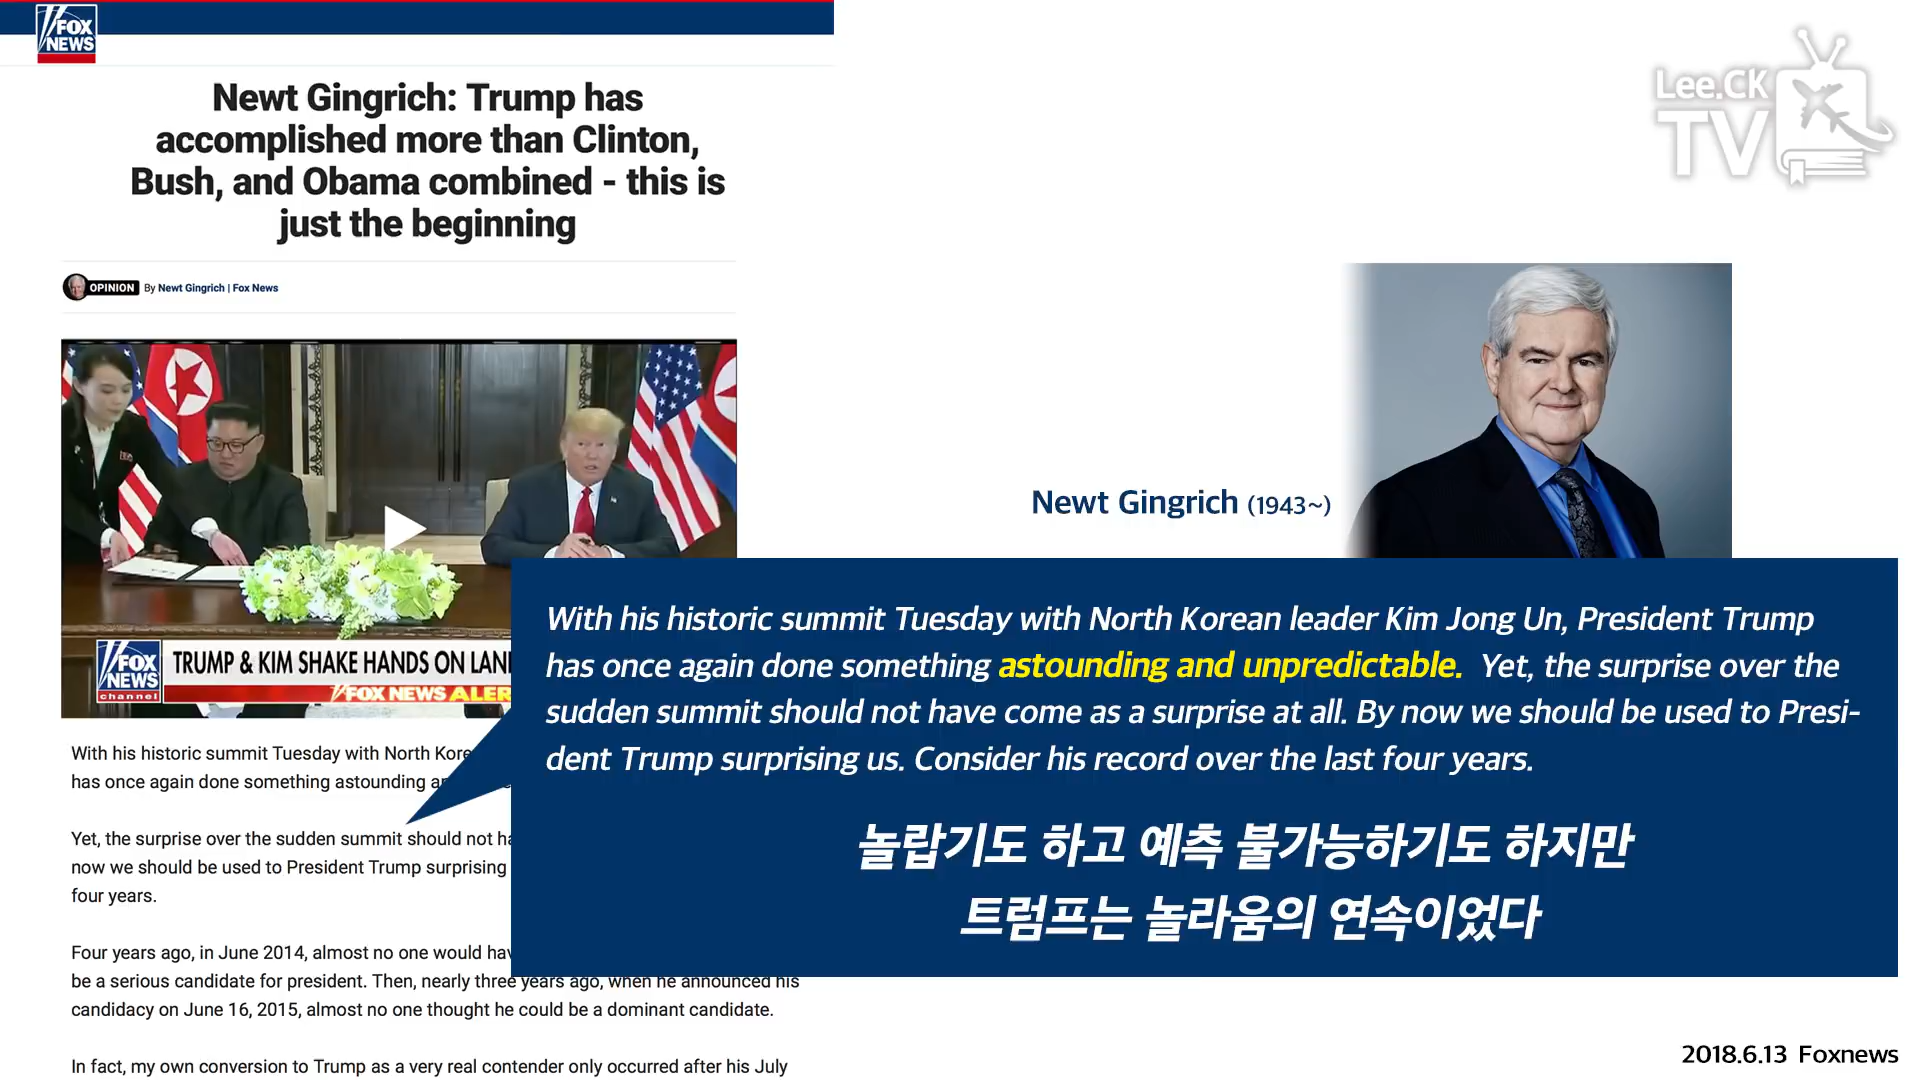 FOX
NEWS
Newt Gingrich: Trump has
accomplished more than Clinton,
Bush, and Obama combined - this is
just the beginning
OPINION By Newt Gingrich | Fox News
FOX
NEWS
channel
TRUMP & KIM SHAKE HANDS ON LAN
FOX NEWS ALER
With his historic summit Tuesday with North Kore
has once again done something astounding a
Yet, the surprise over the sudden summit should not ha
now we should be used to President Trump surprising
four years.
Four years ago, in June 2014, almost no one would hav
be a serious candidate for president. Then, nearly three years ago, when he announced his
candidacy on June 16, 2015, almost no one thought he could be a dominant candidate.
In fact, my own conversion to Trump as a very real contender only occurred after his July
Lee.CK
TV
Newt Gingrich (1943~)
With his historic summit Tuesday with North Korean leader Kim Jong Un, President Trump
has once again done something astounding and unpredictable. Yet, the surprise over the
sudden summit should not have come as a surprise at all. By now we should be used to Presi-
dent Trump surprising us. Consider his record over the last four years.
놀랍기도 하고 예측 불가능하기도 하지만
트럼프는 놀라움의 연속이었다
2018.6.13 Foxnews